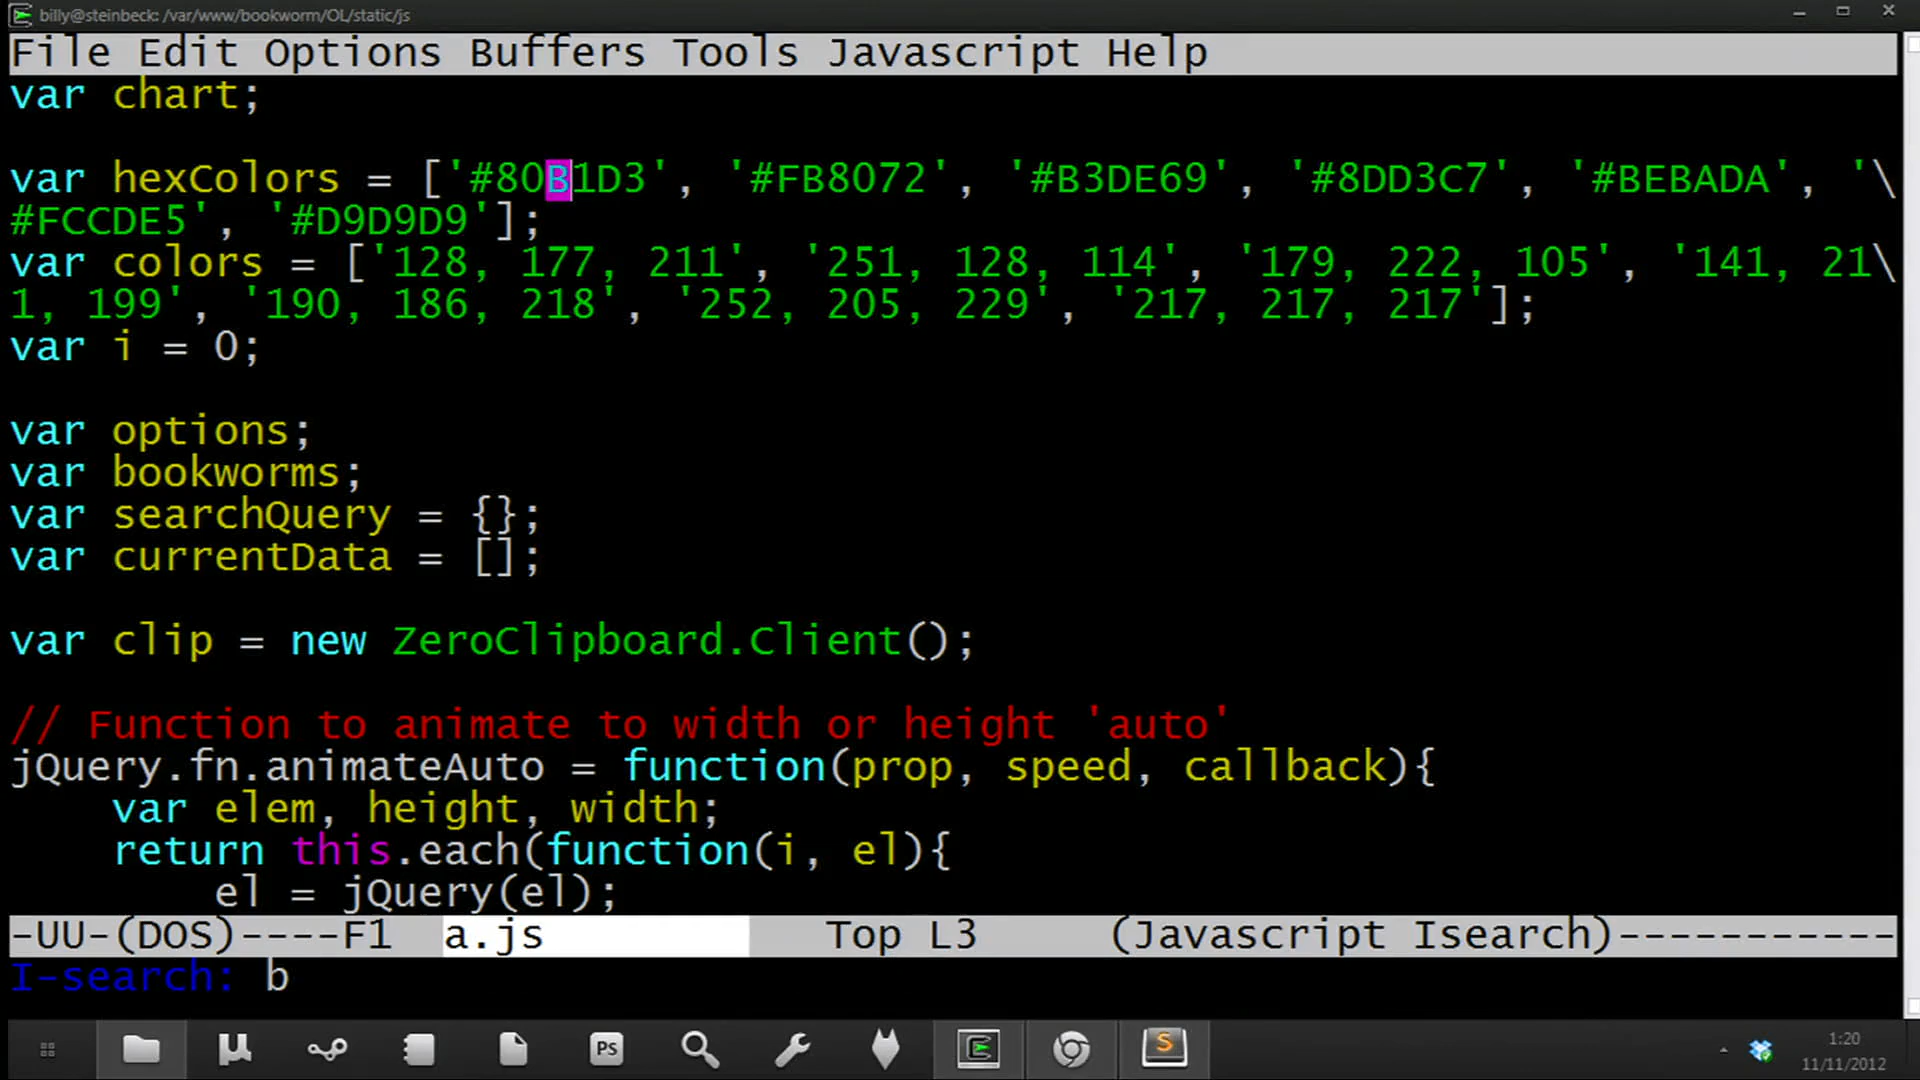 billy@steinbeck: /var/www/bookworm/OL/static/js
File Edit Options Buffers Tools Javascript Help
var chart;
var hexColors = ['#80B1D3', '#FB8072', '#B3DE69', '#8DD3C7', '#BEBADA', '\
#FCCDE5', '#D9D9D9'];
var colors = ['128, 177, 211', '251, 128, 114', '179, 222, 105', '141, 21\
1, 199', '190, 186, 218', '252, 205, 229', '217, 217, 217'];
var i = 0;
var options;
var bookworms;
var searchQuery = {};
var currentData = [];
var clip = new ZeroClipboard.Client();
// Function to animate to width or height 'auto'
jQuery.fn.animateAuto = function(prop, speed, callback){
    var elem, height, width;
    return this.each(function(i, el){
        el = jQuery(el);
-UU-(DOS)----F1  a.js           Top L3     (Javascript Isearch)-----------
I-search: b
PS
S
1:20
11/11/2012